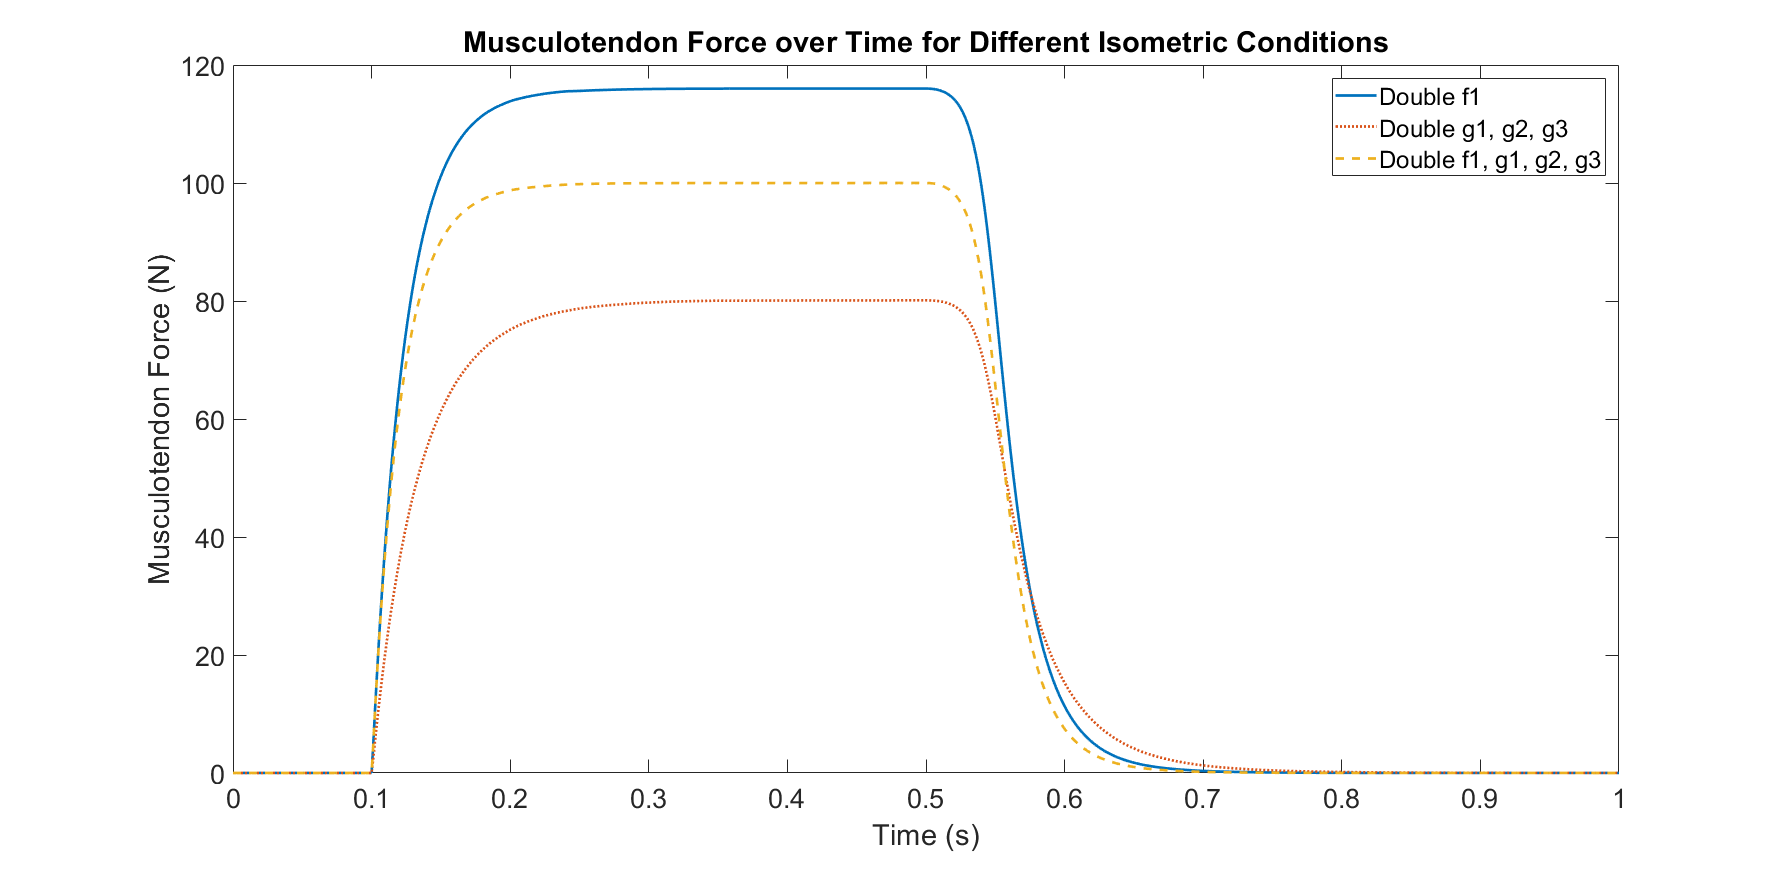 Musculotendon Force over Time for Different Isometric Conditions
120
100
80
60
40
20
0
Musculotendon Force (N)
Double f1
Double g1, g2, g3
Double f1, g1, g2, g3
0 0.1 0.2 0.3 0.4 0.5 0.6 0.7 0.8 0.9 1
Time (s)